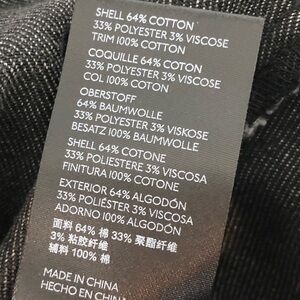 SHELL 64% COTTON
33% POLYESTER 3% VISCOSE
TRIM 100% COTTON
COQUILLE 64% COTON
33% POLYESTER 3% VISCOSE
COL 100% COTON
OBERSTOFF
64% BAUMWOLLE
33% POLYESTER 3% VISKOSE
BESATZ 100% BAUMWOLLE
SHELL 64% COTONE
33% POLIESTERE 3% VISCOSA
FINITURA 100% COTONE
EXTERIOR 64% ALGODÓN
33% POLIÉSTER 3% VISCOSA
ADORNO 100% ALGODÓN
面料 64% 棉 33% 聚酯纤维
3% 粘胶纤维
辅料 100% 棉
MADE IN CHINA
HECHO EN CHINA